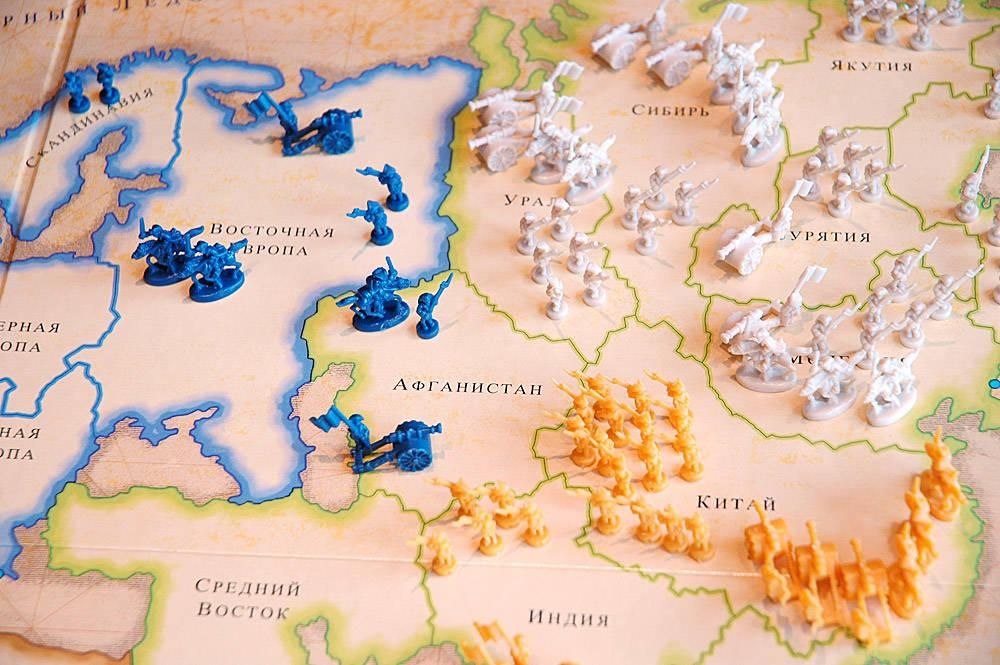 РНЫЙ ЛЕДО
ЯКУТИЯ
СИБИРЬ
СКАНДИНАВИЯ
УРАЛ
ВОСТОЧНАЯ
ВРОПА
УРЯТИЯ
ЕРНАЯ
ОПА
АФГАНИСТАН
НАЯ
ОПА
КИТАЙ
СРЕДНИЙ
ВОСТОК
ИНДИЯ